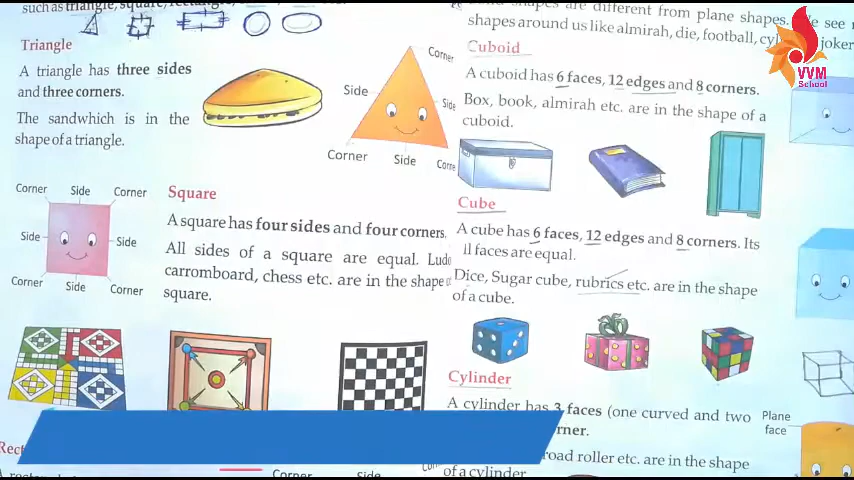 such as triangle, square, rectangle,
Triangle
A triangle has three sides
and three corners.
The sandwhich is in the
shape of a triangle.
Corner
Side
Side
Corner
Side
Corne
Corner
Side
Corner
Side
Side
Corner
Side
Corner
Square
A square has four sides and four corners.
All sides of a square are equal. Ludo
carromboard, chess etc. are in the shape
square.
Rect
Corner
Side
shapes are different from plane shapes. We see
shapes around us like almirah, die, football,
joker
VVM
School
Cuboid
A cuboid has 6 faces, 12 edges and 8 corners.
Box, book, almirah etc. are in the shape of a
cuboid.
Cube
A cube has 6 faces, 12 edges and 8 corners. Its
ll faces are equal.
Dice, Sugar cube, rubrics etc. are in the shape
of a cube.
Cylinder
A cylinder has 3 faces (one curved and two
rner.
road roller etc. are in the shape
of a cylinder
Plane
face